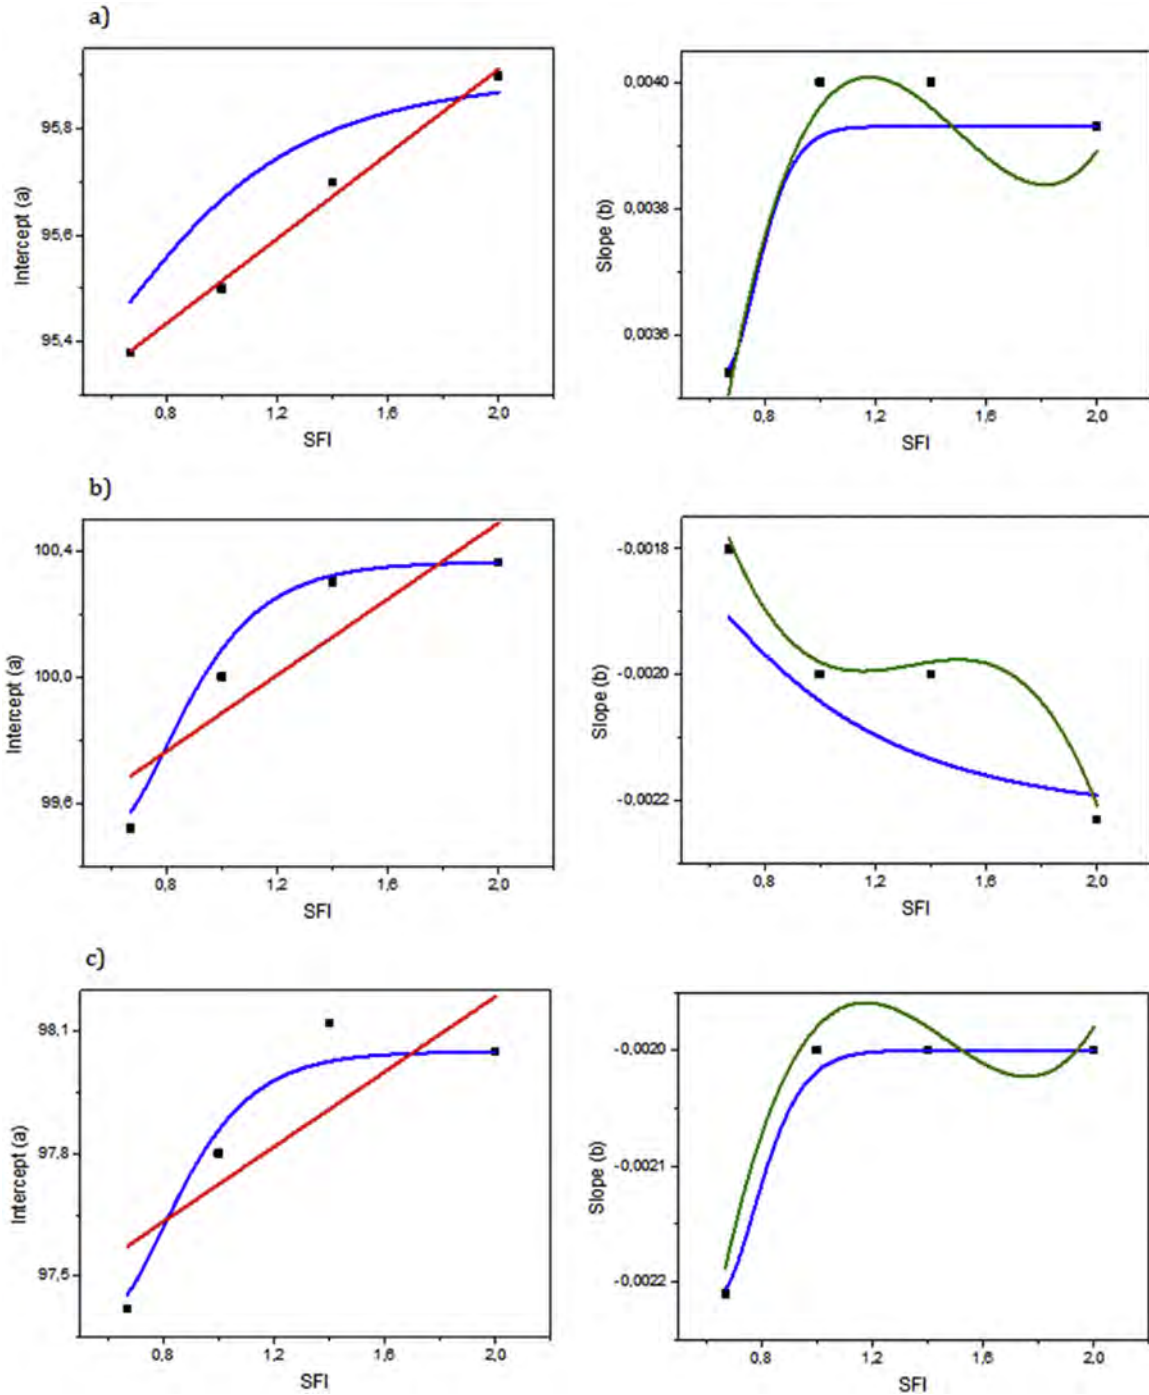 a)
Intercept (a)
95,8
95,6
95,4
0,8 1,2 1,6 2,0
SFI
Slope (b)
0,0040
0,0038
0,0036
0,8 1,2 1,6 2,0
SFI
b)
Intercept (a)
100,4
100,0
99,6
0,8 1,2 1,6 2,0
SFI
Slope (b)
-0,0018
-0,0020
-0,0022
0,8 1,2 1,6 2,0
SFI
c)
Intercept (a)
98,1
97,8
97,5
0,8 1,2 1,6 2,0
SFI
Slope (b)
-0,0020
-0,0021
-0,0022
0,8 1,2 1,6 2,0
SFI